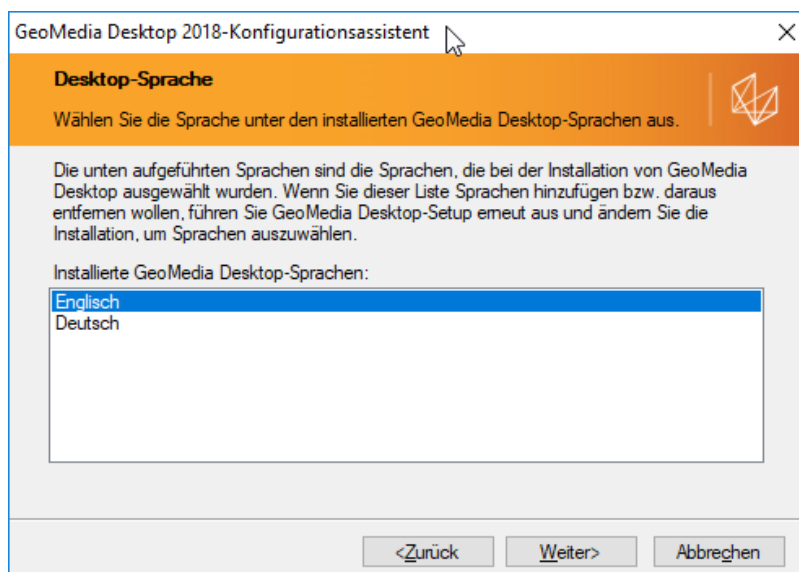 GeoMedia Desktop 2018-Konfigurationsassistent
Desktop-Sprache
Wählen Sie die Sprache unter den installierten GeoMedia Desktop-Sprachen aus.
Die unten aufgeführten Sprachen sind die Sprachen, die bei der Installation von GeoMedia
Desktop ausgewählt wurden. Wenn Sie dieser Liste Sprachen hinzufügen bzw. daraus
entfernen wollen, führen Sie GeoMedia Desktop-Setup erneut aus und ändern Sie die
Installation, um Sprachen auszuwählen.
Installierte GeoMedia Desktop-Sprachen:
Englisch
Deutsch
<Zurück Weiter> Abbrechen